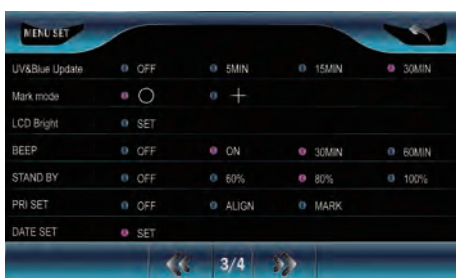 MENU SET
UV&Blue Update OFF 5MIN 15MIN 30MIN
Mark mode
LCD Bright SET
BEEP OFF ON 30MIN 60MIN
STAND BY OFF 60% 80% 100%
PRI SET OFF ALIGN MARK
DATE SET SET
3/4